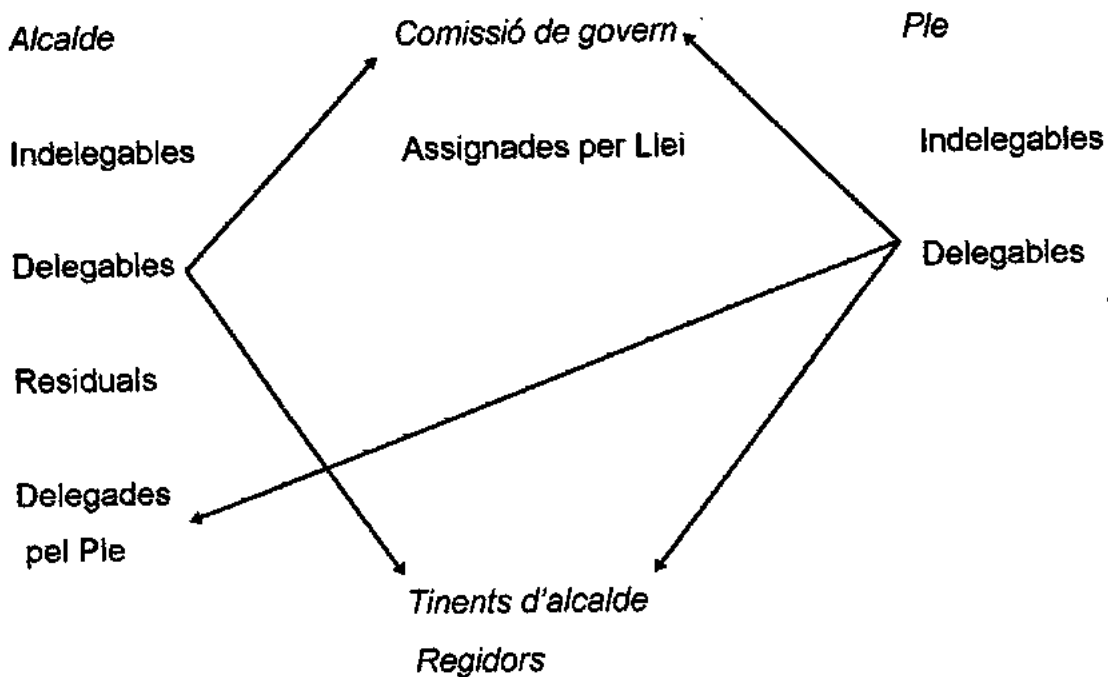 Alcalde
Indelegables
Delegables
Residuals
Delegades
pel Ple
Comissió de govern
Assignades per Llei
Tinents d'alcalde
Regidors
Ple
Indelegables
Delegables